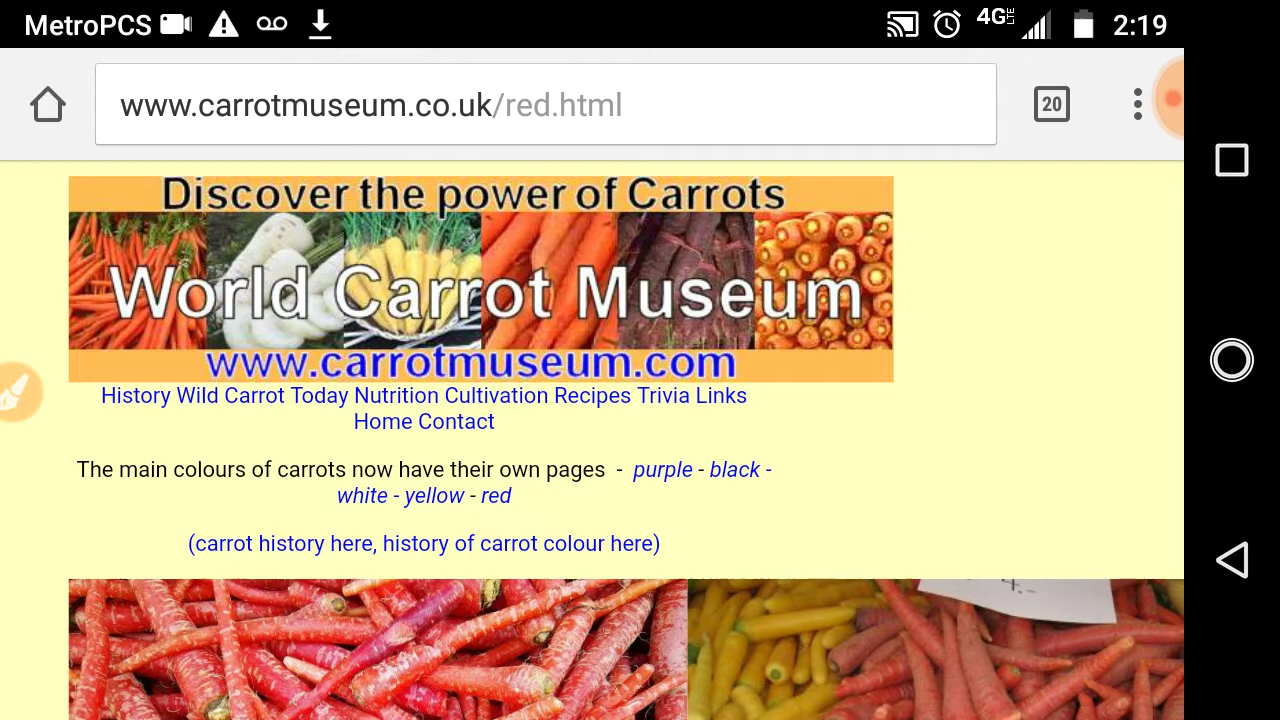 MetroPCS 4G LTE 2:19
www.carrotmuseum.co.uk/red.html 20
Discover the power of Carrots
World Carrot Museum
www.carrotmuseum.com
History Wild Carrot Today Nutrition Cultivation Recipes Trivia Links
Home Contact
The main colours of carrots now have their own pages - purple - black -
white - yellow - red
(carrot history here, history of carrot colour here)